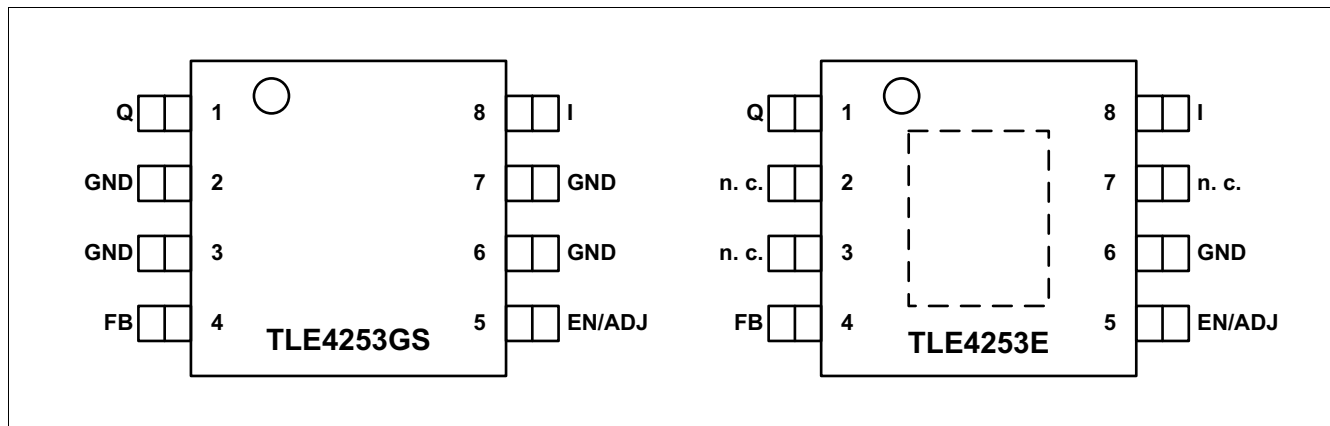 Q 1 8 I
GND 2 7 GND
GND 3 6 GND
FB 4 5 EN/ADJ
TLE4253GS
Q 1 8 I
n. c. 2 7 n. c.
n. c. 3 6 GND
FB 4 5 EN/ADJ
TLE4253E